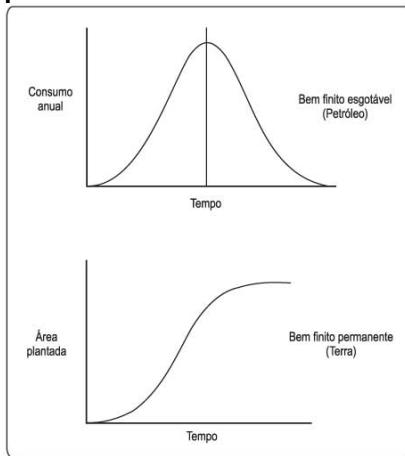 Consumo
anual
Bem finito esgotável
(Petróleo)
Tempo
Área
plantada
Bem finito permanente
(Terra)
Tempo